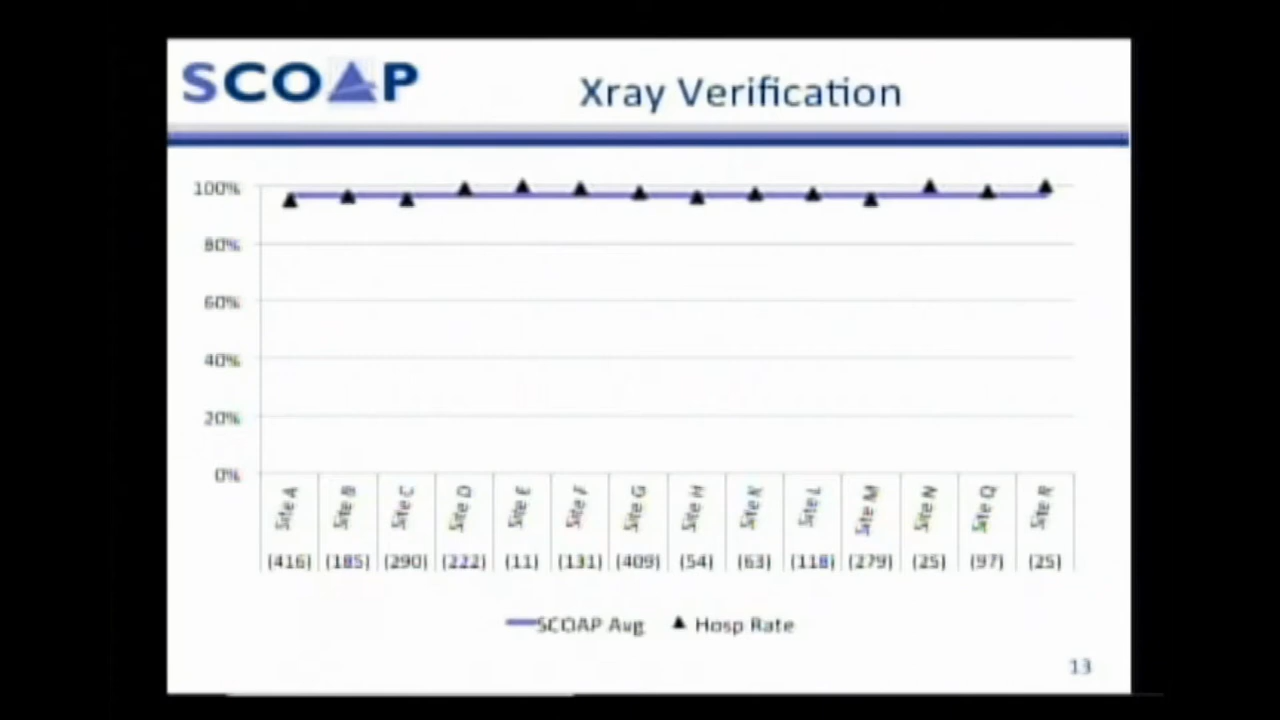 SCOAP
Xray Verification
100%
80%
60%
40%
20%
0%
Site A Site B Site C Site D Site E Site F Site G Site H Site K Site L Site M Site N Site Q Site R
(416) (185) (290) (222) (11) (131) (409) (54) (63) (118) (279) (25) (97) (25)
SCOAP Avg Hosp Rate
13